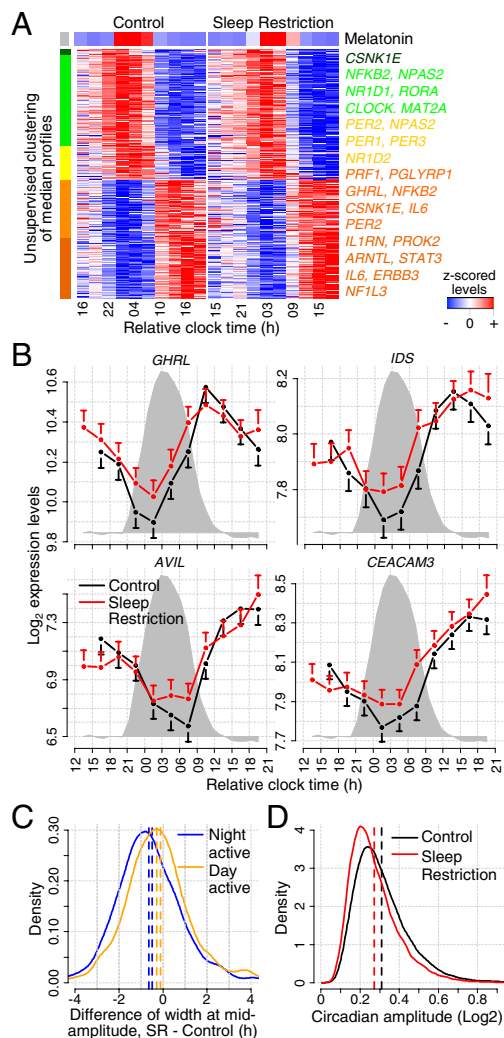 A
Control
Sleep Restriction
Melatonin
Unsupervised clustering
of median profiles
CSNK1E
NFKB2, NPAS2
NR1D1, RORA
CLOCK, MAT2A
PER2, NPAS2
PER1, PER3
NR1D2
PRF1, PGLYRP1
GHRL, NFKB2
CSNK1E, IL6
PER2
IL1RN, PROK2
ARNTL, STAT3
IL6, ERBB3
NF1L3
16 22 04 10 16 21 03 09 15
Relative clock time (h)
z-scored
levels
- 0 +
B
GHRL
10.6
10.4
10.2
10.0
9.8
IDS
8.2
8.0
7.8
Log2 expression levels
AVIL
Control
Sleep
Restriction
7.3
6.9
6.5
12 15 18 21 00 03 06 09 12 15 18 21
CEACAM3
8.5
8.3
8.1
7.9
7.7
12 15 18 21 00 03 06 09 12 15 18 21
Relative clock time (h)
C
Night
active
Day
active
Density
0.30
0.20
0.10
0.00
-4 -2 0 2 4
Difference of width at mid-
amplitude, SR - Control (h)
D
Control
Sleep
Restriction
Density
4
3
2
1
0
0 0.2 0.4 0.6 0.8
Circadian amplitude (Log2)